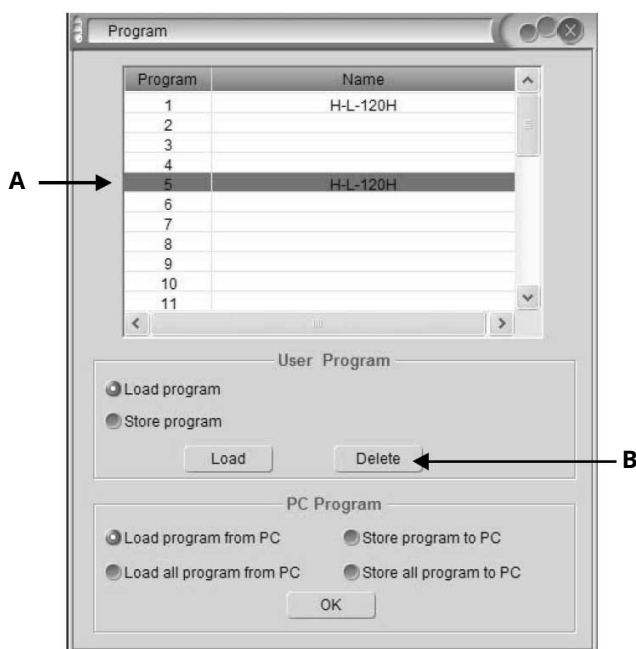 Program
Program Name
1 H-L-120H
2
3
4
A 5 H-L-120H
6
7
8
9
10
11
User Program
Load program
Store program
Load Delete B
PC Program
Load program from PC Store program to PC
Load all program from PC Store all program to PC
OK